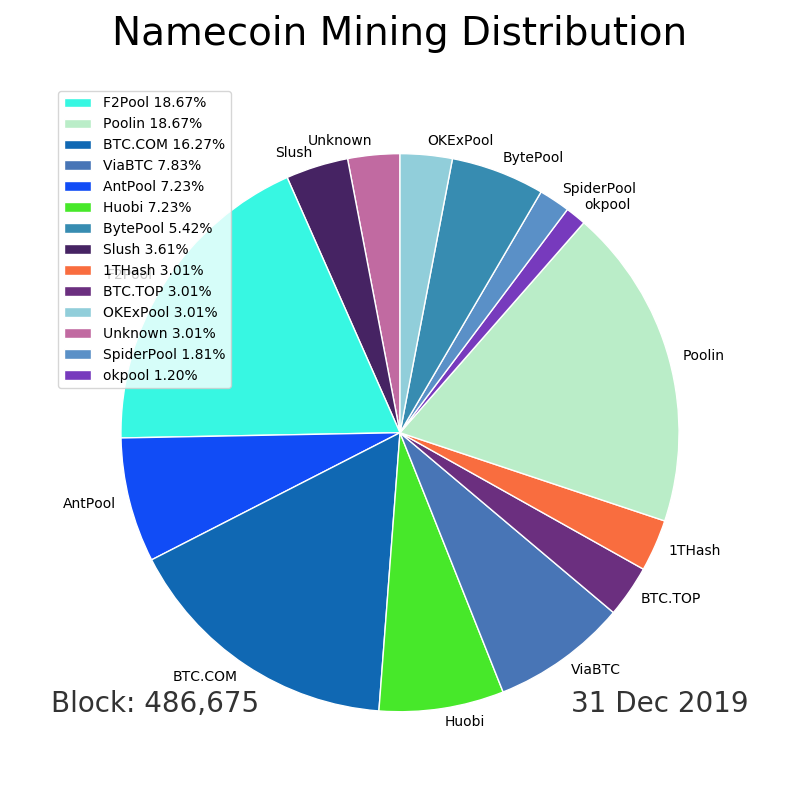 Namecoin Mining Distribution
F2Pool 18.67%
Poolin 18.67%
BTC.COM 16.27%
ViaBTC 7.83%
AntPool 7.23%
Huobi 7.23%
BytePool 5.42%
Slush 3.61%
1THash 3.01%
BTC.TOP 3.01%
OKExPool 3.01%
Unknown 3.01%
SpiderPool 1.81%
okpool 1.20%
Unknown
OKExPool
Slush
BytePool
SpiderPool
okpool
F2Pool
Poolin
AntPool
1THash
BTC.TOP
ViaBTC
BTC.COM
Huobi
Block: 486,675
31 Dec 2019